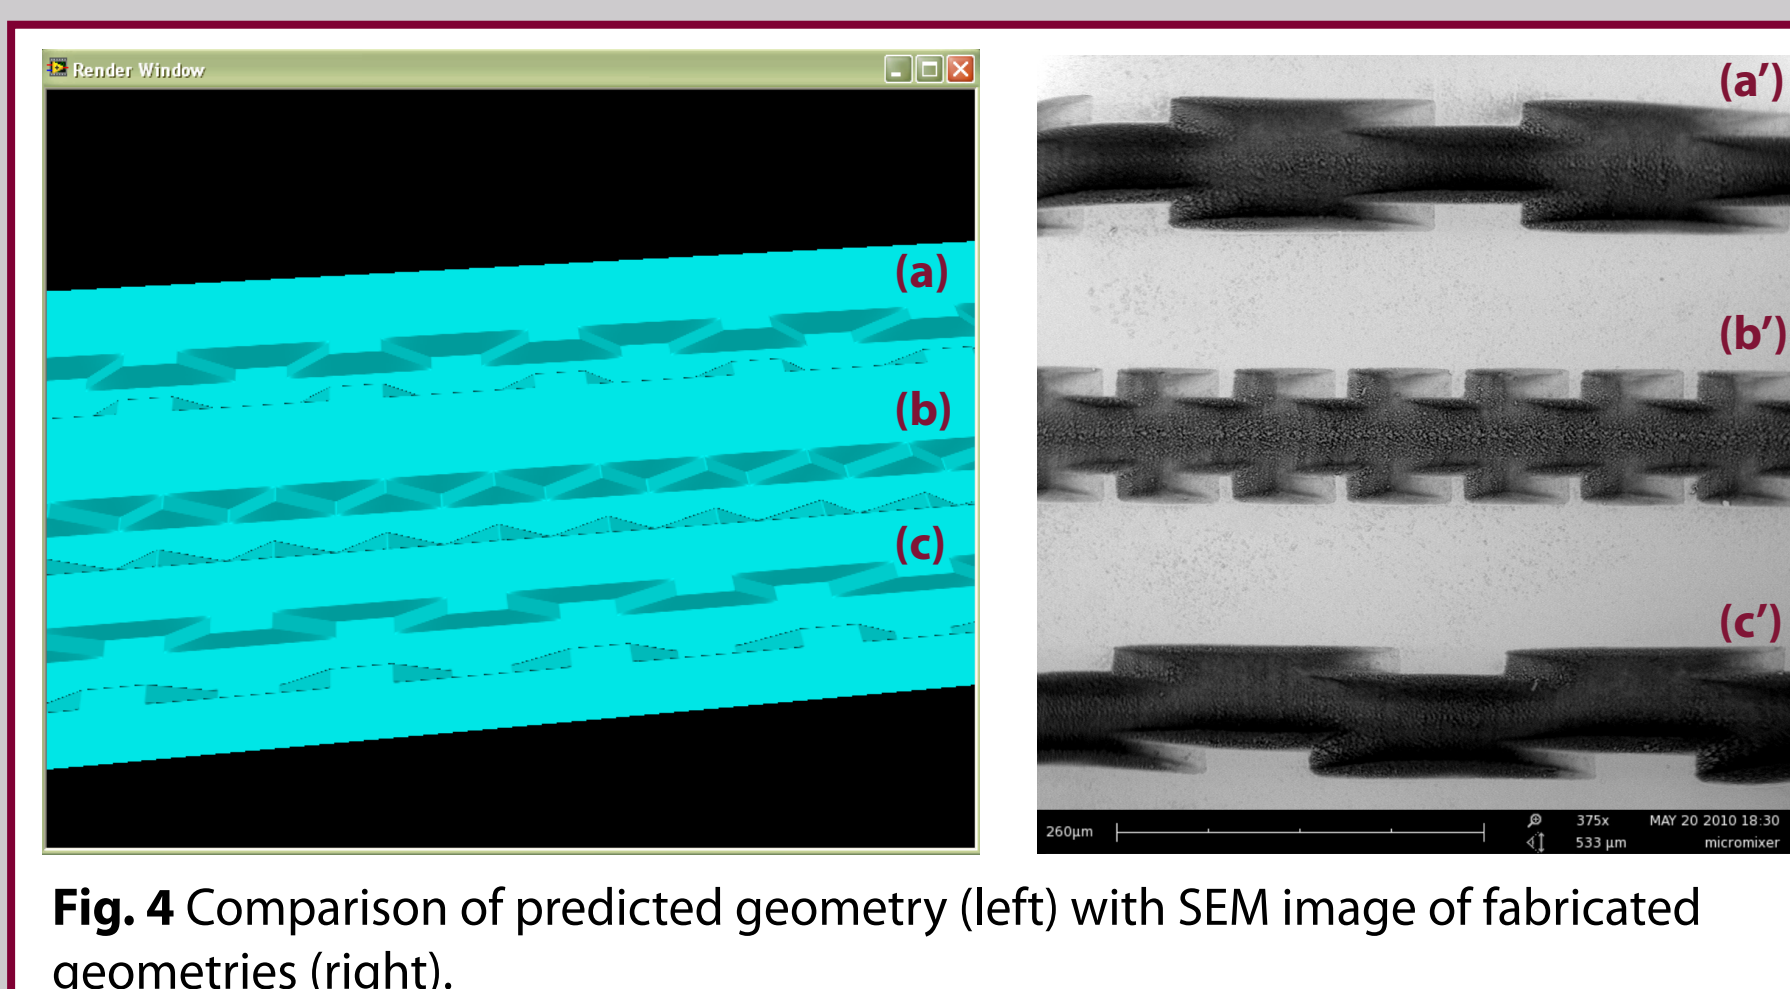 Render Window
(a)
(b)
(c)
(a’)
(b’)
(c’)
260μm
375x MAY 20 2010 18:30
533 μm micromixer
Fig. 4 Comparison of predicted geometry (left) with SEM image of fabricated
geometries (right).